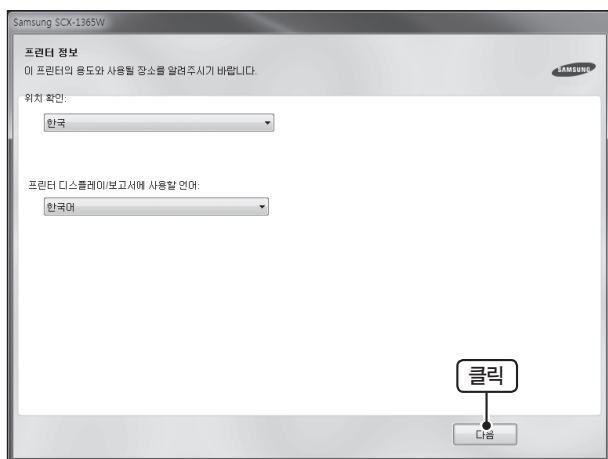 Samsung SCX-1365W
프린터 정보
이 프린터의 용도와 사용될 장소를 알려주시기 바랍니다.
SAMSUNG
위치 확인:
한국
프린터 디스플레이/보고서에 사용할 언어:
한국어
클릭
다음